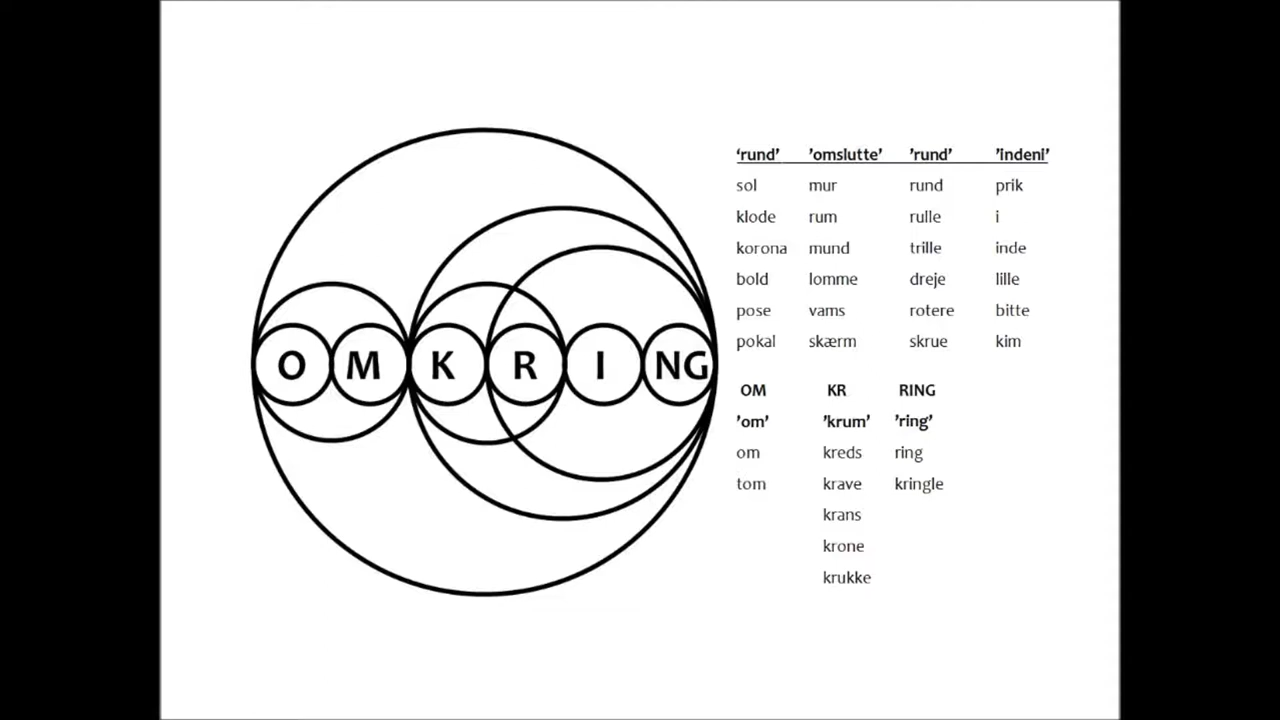 OMKRING
‘rund’ ’omslutte’ ’rund’ ’indeni’
sol mur rund prik
klode rum rulle i
korona mund trille inde
bold lomme dreje lille
pose vams rotere bitte
pokal skærm skrue kim
OM KR RING
’om’ ’krum’ ’ring’
om kreds ring
tom krave kringle
krans
krone
krukke